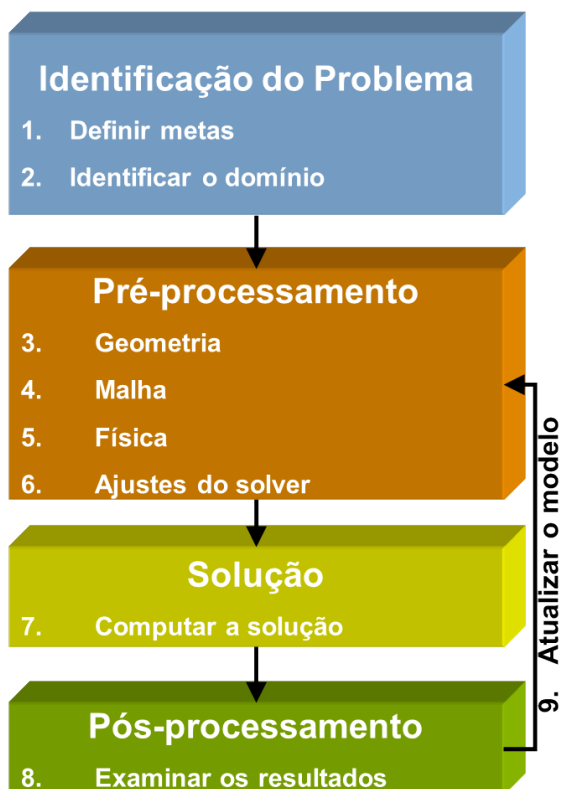 Identificação do Problema
1. Definir metas
2. Identificar o domínio
Pré-processamento
3. Geometria
4. Malha
5. Física
6. Ajustes do solver
Solução
7. Computar a solução
Pós-processamento
8. Examinar os resultados
9. Atualizar o modelo